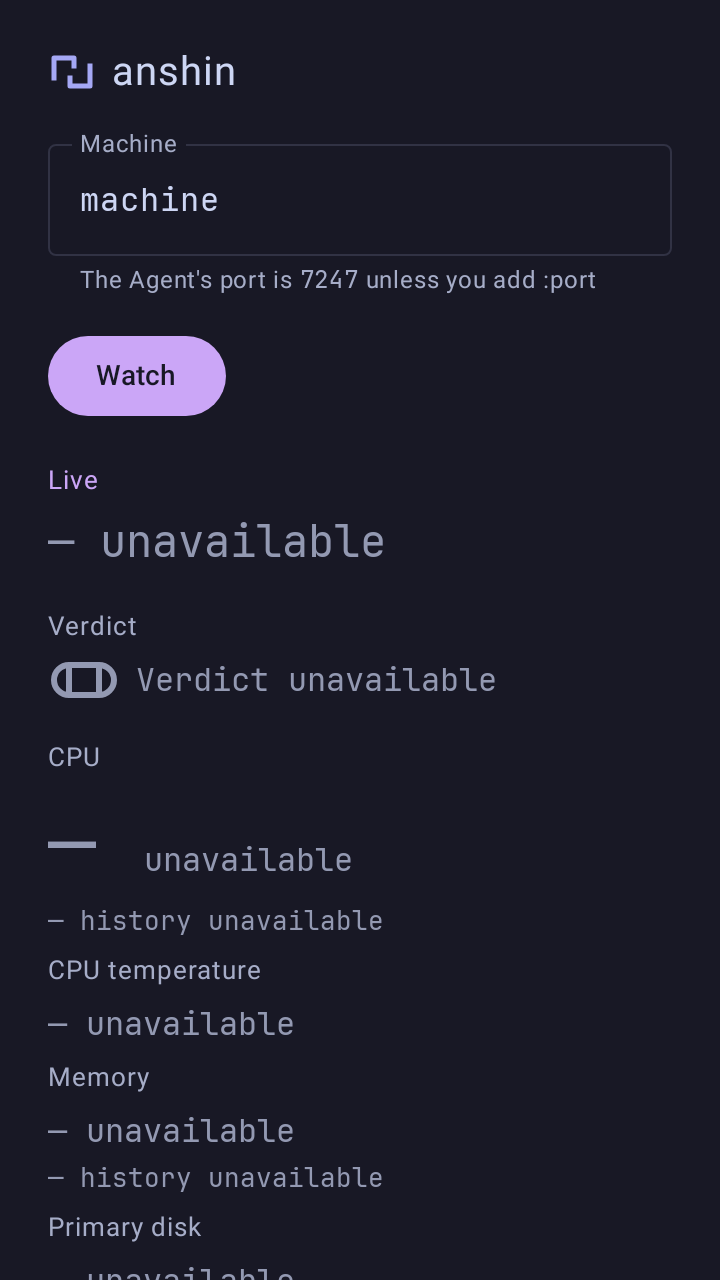 anshin
Machine
machine
The Agent's port is 7247 unless you add :port
Watch
Live
— unavailable
Verdict
Verdict unavailable
CPU
— unavailable
— history unavailable
CPU temperature
— unavailable
Memory
— unavailable
— history unavailable
Primary disk
unavailable